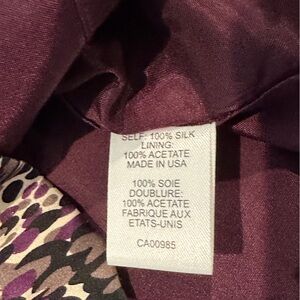 SELF: 100% SILK
LINING:
100% ACETATE
MADE IN USA
100% SOIE
DOUBLURE:
100% ACETATE
FABRIQUE AUX
ETATS-UNIS
CA00985